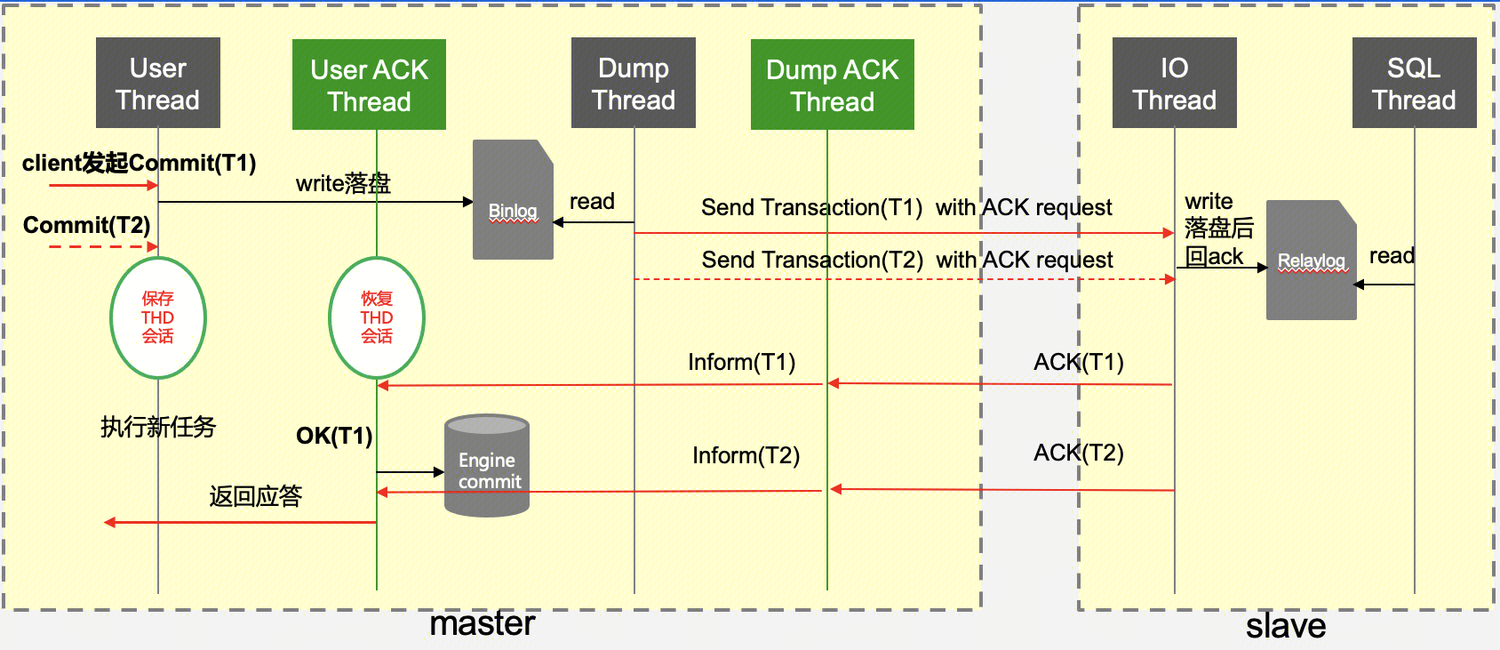 User
Thread
User ACK
Thread
Dump
Thread
Dump ACK
Thread
IO
Thread
SQL
Thread
client发起Commit(T1)
write落盘
Commit(T2)
Binlog
read
Send Transaction(T1) with ACK request
Send Transaction(T2) with ACK request
write
落盘后
回ack
Relaylog
read
保存
THD
会话
恢复
THD
会话
Inform(T1)
ACK(T1)
执行新任务
OK(T1)
Engine
commit
Inform(T2)
ACK(T2)
返回应答
master
slave